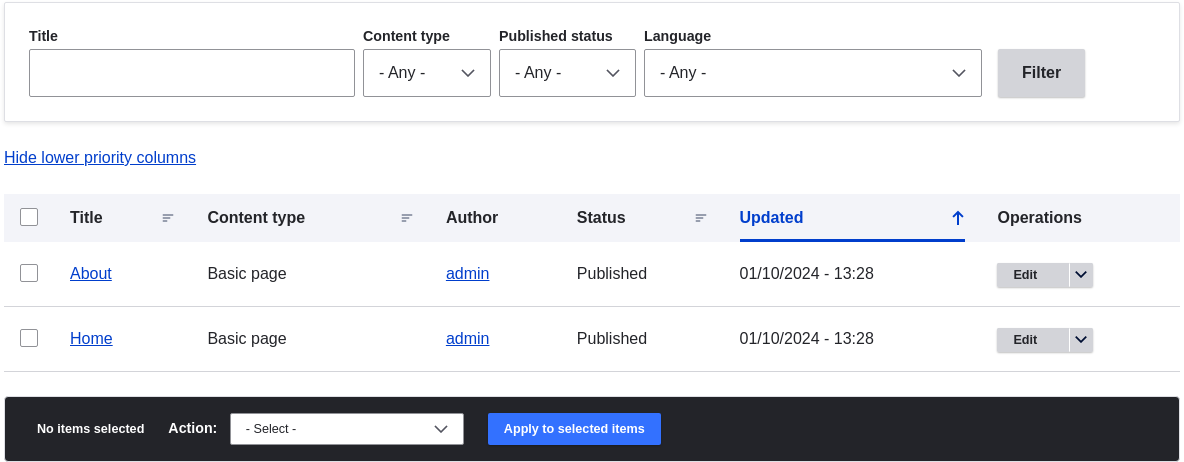 Title Content type Published status Language
- Any - - Any - - Any - Filter
Hide lower priority columns
Title Content type Author Status Updated Operations
About Basic page admin Published 01/10/2024 - 13:28 Edit
Home Basic page admin Published 01/10/2024 - 13:28 Edit
No items selected Action: - Select - Apply to selected items